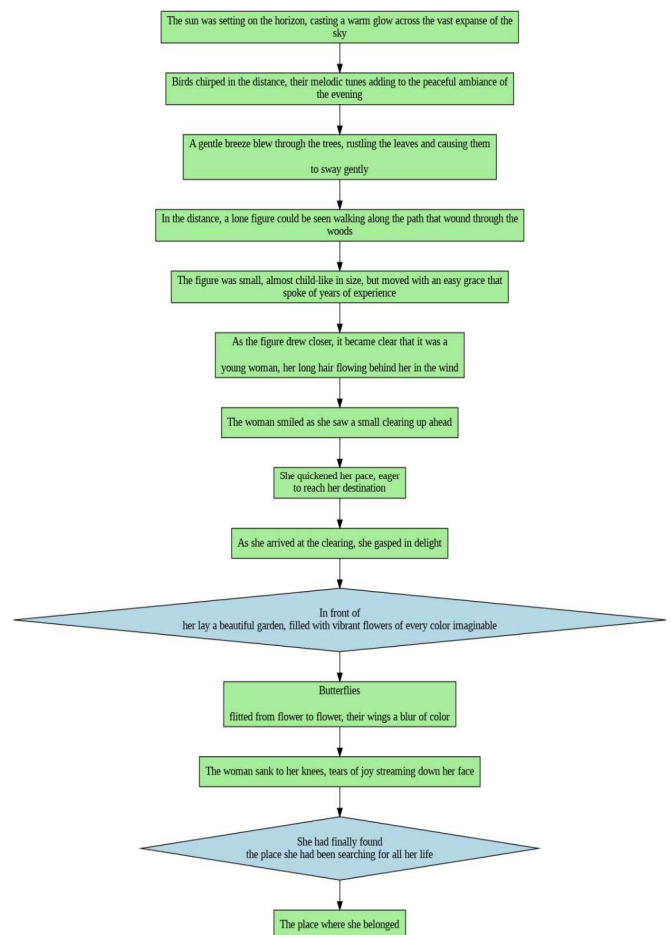 The sun was setting on the horizon, casting a warm glow across the vast expanse of the
sky
Birds chirped in the distance, their melodic tunes adding to the peaceful ambiance of
the evening
A gentle breeze blew through the trees, rustling the leaves and causing them
to sway gently
In the distance, a lone figure could be seen walking along the path that wound through the
woods
The figure was small, almost child-like in size, but moved with an easy grace that
spoke of years of experience
As the figure drew closer, it became clear that it was a
young woman, her long hair flowing behind her in the wind
The woman smiled as she saw a small clearing up ahead
She quickened her pace, eager
to reach her destination
As she arrived at the clearing, she gasped in delight
In front of
her lay a beautiful garden, filled with vibrant flowers of every color imaginable
Butterflies
flitted from flower to flower, their wings a blur of color
The woman sank to her knees, tears of joy streaming down her face
She had finally found
the place she had been searching for all her life
The place where she belonged